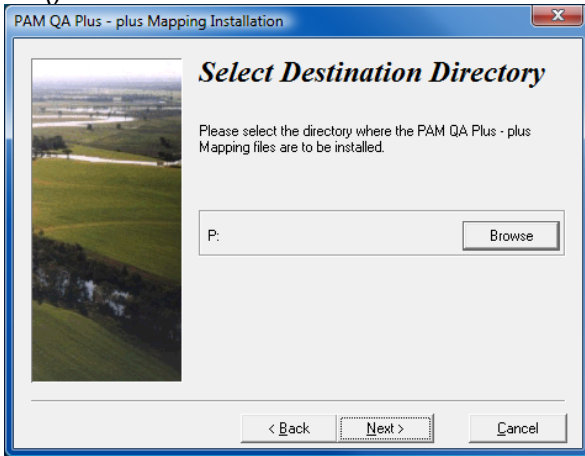 PAM QA Plus - plus Mapping Installation
Select Destination Directory
Please select the directory where the PAM QA Plus - plus
Mapping files are to be installed.
P:
Browse
< Back
Next >
Cancel